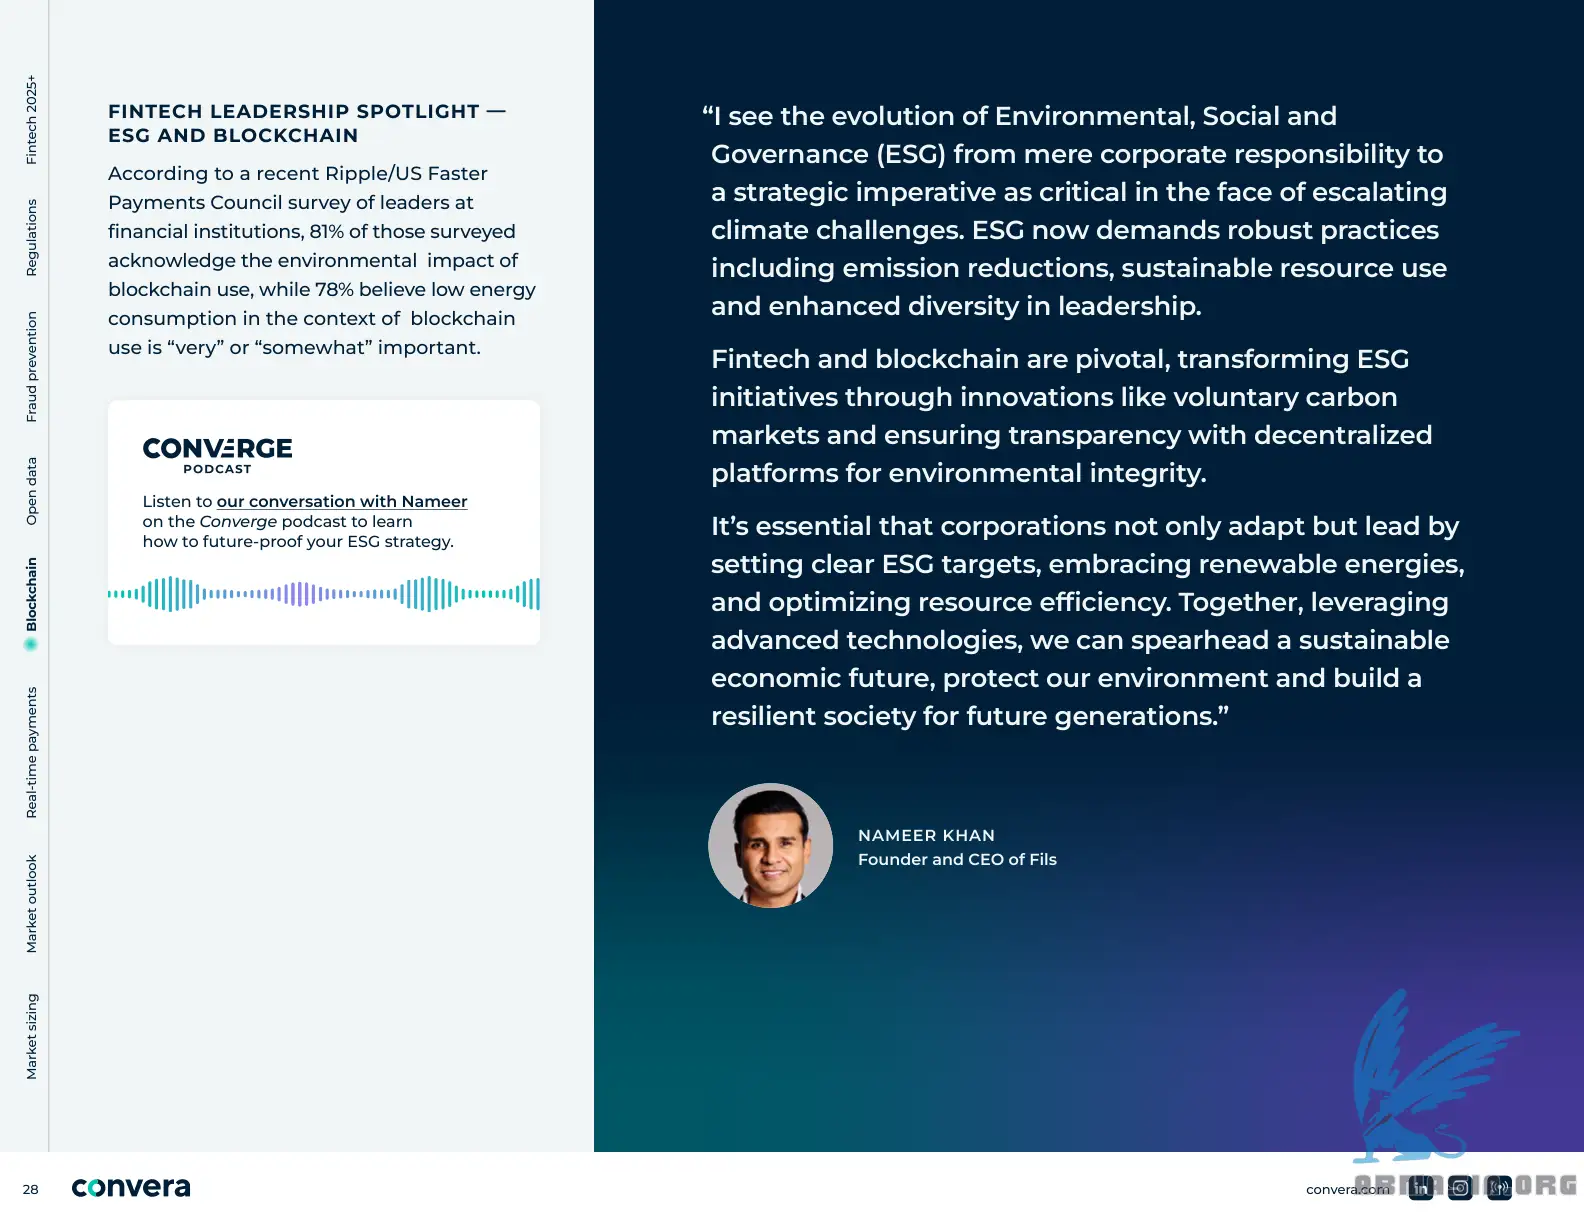 Fintech 2025+
Regulations
Fraud prevention
Open data
Blockchain
Real-time payments
Market outlook
Market sizing
FINTECH LEADERSHIP SPOTLIGHT —
ESG AND BLOCKCHAIN
According to a recent Ripple/US Faster
Payments Council survey of leaders at
financial institutions, 81% of those surveyed
acknowledge the environmental impact of
blockchain use, while 78% believe low energy
consumption in the context of blockchain
use is “very” or “somewhat” important.
CONVERGE
PODCAST
Listen to our conversation with Nameer
on the Converge podcast to learn
how to future-proof your ESG strategy.
“I see the evolution of Environmental, Social and
Governance (ESG) from mere corporate responsibility to
a strategic imperative as critical in the face of escalating
climate challenges. ESG now demands robust practices
including emission reductions, sustainable resource use
and enhanced diversity in leadership.
Fintech and blockchain are pivotal, transforming ESG
initiatives through innovations like voluntary carbon
markets and ensuring transparency with decentralized
platforms for environmental integrity.
It’s essential that corporations not only adapt but lead by
setting clear ESG targets, embracing renewable energies,
and optimizing resource efficiency. Together, leveraging
advanced technologies, we can spearhead a sustainable
economic future, protect our environment and build a
resilient society for future generations.”
NAMEER KHAN
Founder and CEO of Fils
28
convera
convera.com